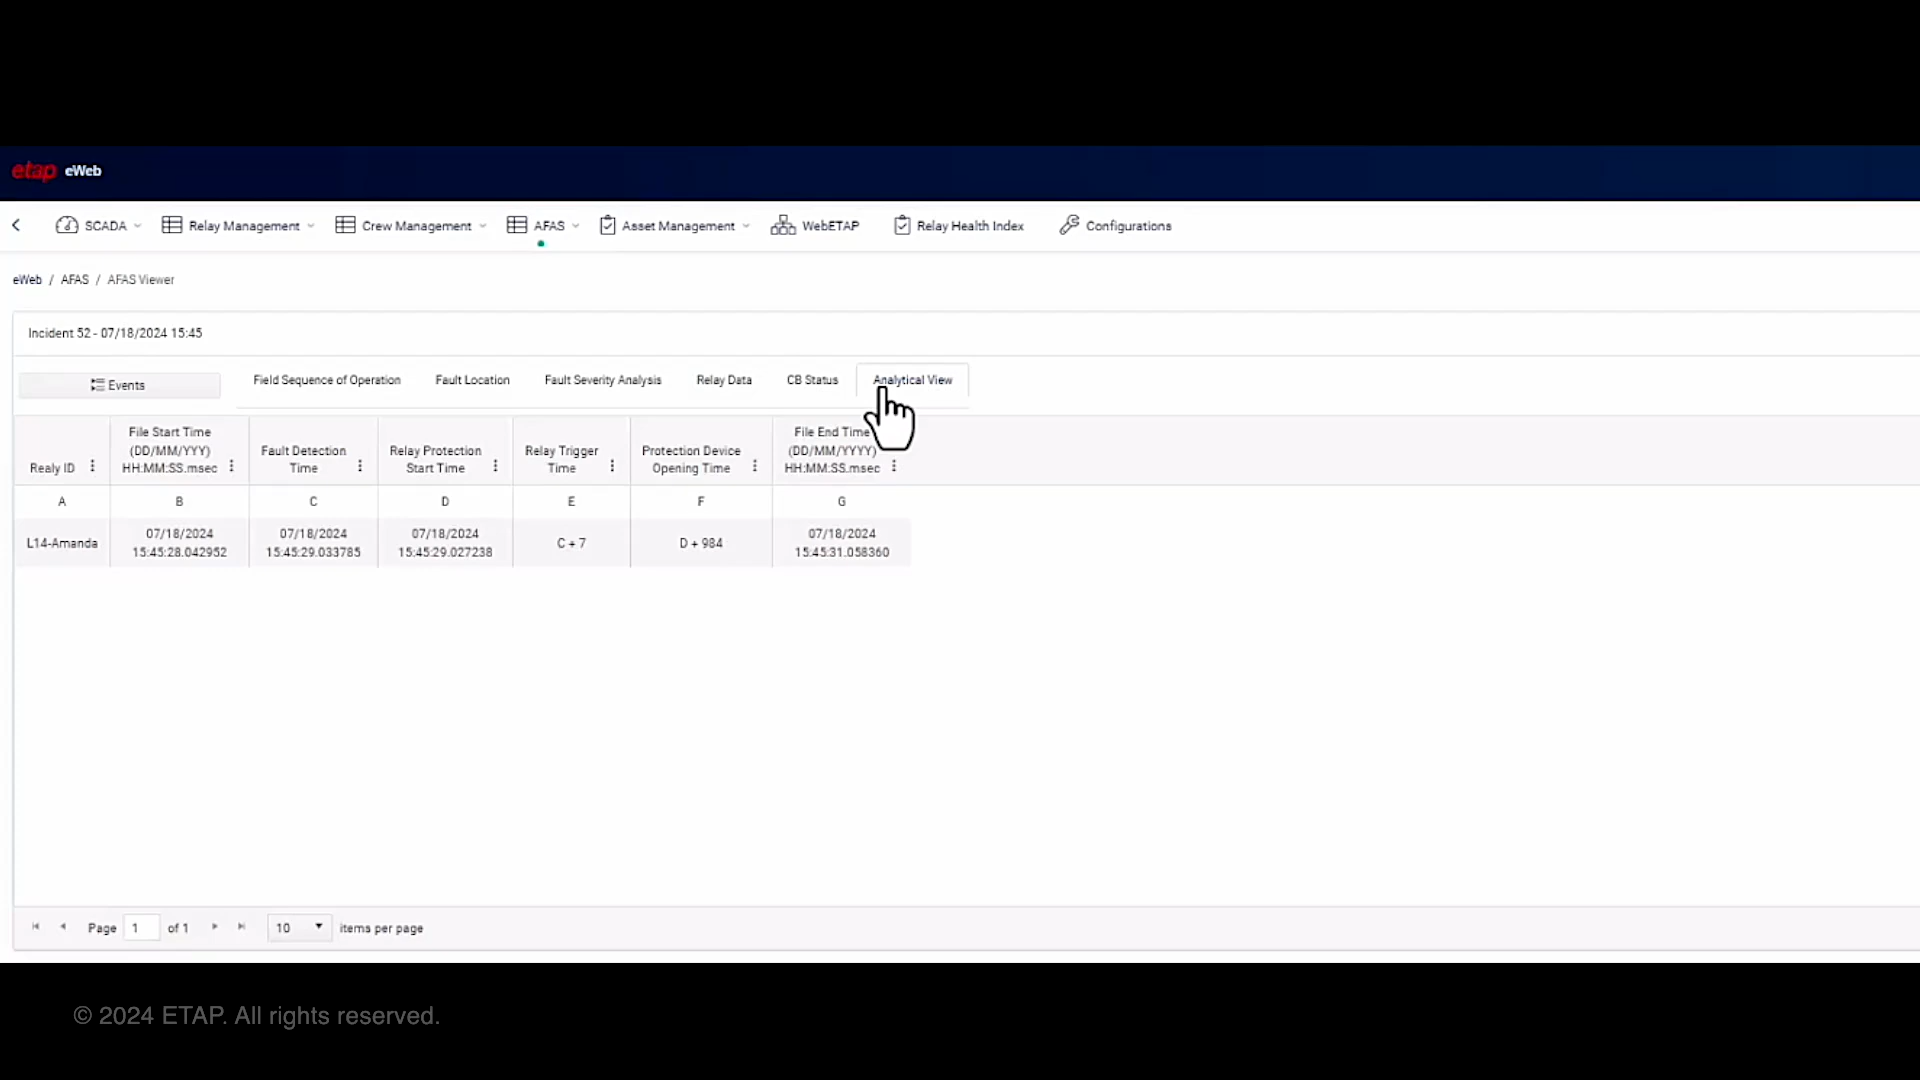 etap eWeb
SCADA Relay Management Crew Management AFAS Asset Management WebETAP Relay Health Index Configurations
eWeb / AFAS / AFAS Viewer
Incident 52 - 07/18/2024 15:45
Events Field Sequence of Operation Fault Location Fault Severity Analysis Relay Data CB Status Analytical View
Realy ID
File Start Time
(DD/MM/YYY)
HH:MM:SS.msec
Fault Detection
Time
Relay Protection
Start Time
Relay Trigger
Time
Protection Device
Opening Time
File End Time
(DD/MM/YYYY)
HH:MM:SS.msec
A B C D E F G
L14-Amanda
07/18/2024
15:45:28.042952
07/18/2024
15:45:29.033785
07/18/2024
15:45:29.027238
C + 7
D + 984
07/18/2024
15:45:31.058360
Page 1 of 1 10 items per page
© 2024 ETAP. All rights reserved.